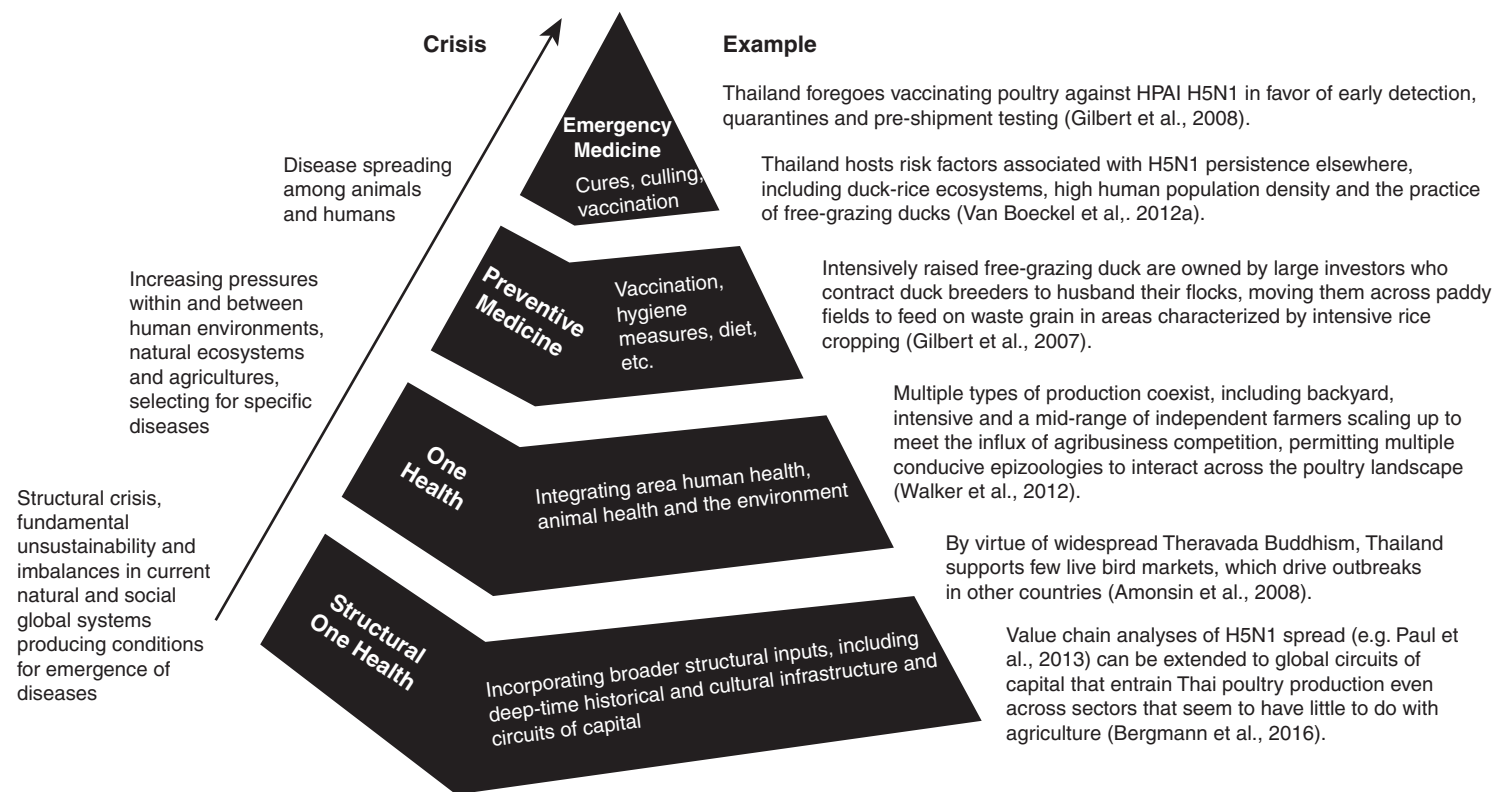 Crisis
Disease spreading
among animals
and humans
Increasing pressures
within and between
human environments,
natural ecosystems
and agricultures,
selecting for specific
diseases
Structural crisis,
fundamental
unsustainability and
imbalances in current
natural and social
global systems
producing conditions
for emergence of
diseases
Emergency
Medicine
Cures, culling,
vaccination
Preventive
Medicine
Vaccination,
hygiene
measures, diet,
etc.
One
Health
Integrating area human health,
animal health and the environment
Structural
One Health
Incorporating broader structural inputs, including
deep-time historical and cultural infrastructure and
circuits of capital
Example
Thailand foregoes vaccinating poultry against HPAI H5N1 in favor of early detection,
quarantines and pre-shipment testing (Gilbert et al., 2008).
Thailand hosts risk factors associated with H5N1 persistence elsewhere,
including duck-rice ecosystems, high human population density and the practice
of free-grazing ducks (Van Boeckel et al,. 2012a).
Intensively raised free-grazing duck are owned by large investors who
contract duck breeders to husband their flocks, moving them across paddy
fields to feed on waste grain in areas characterized by intensive rice
cropping (Gilbert et al., 2007).
Multiple types of production coexist, including backyard,
intensive and a mid-range of independent farmers scaling up to
meet the influx of agribusiness competition, permitting multiple
conducive epizoologies to interact across the poultry landscape
(Walker et al., 2012).
By virtue of widespread Theravada Buddhism, Thailand
supports few live bird markets, which drive outbreaks
in other countries (Amonsin et al., 2008).
Value chain analyses of H5N1 spread (e.g. Paul et
al., 2013) can be extended to global circuits of
capital that entrain Thai poultry production even
across sectors that seem to have little to do with
agriculture (Bergmann et al., 2016).